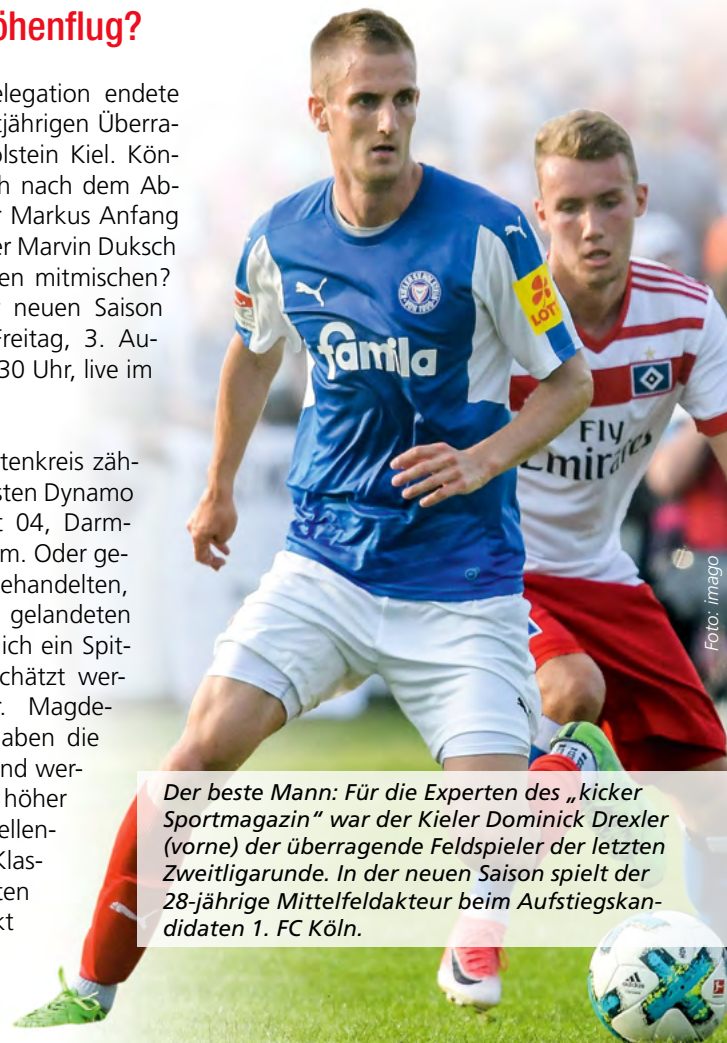 öhenflug?
elegation endete
tjährigen Überra-
olstein Kiel. Kön-
h nach dem Ab-
r Markus Anfang
er Marvin Duksch
en mitmischen?
r neuen Saison
Freitag, 3. Au-
30 Uhr, live im
tenkreis zäh-
sten Dynamo
t 04, Darm-
m. Oder ge-
ehandelten,
gelandeten
ich ein Spit-
chätzt wer-
r. Magde-
aben die
nd wer-
höher
ellen-
Klas-
ten
kt
famila
LOTTO
Fly
Emirates
Foto: imago
Der beste Mann: Für die Experten des „kicker
Sportmagazin“ war der Kieler Dominick Drexler
(vorne) der überragende Feldspieler der letzten
Zweitligarunde. In der neuen Saison spielt der
28-jährige Mittelfeldakteur beim Aufstiegskan-
didaten 1. FC Köln.